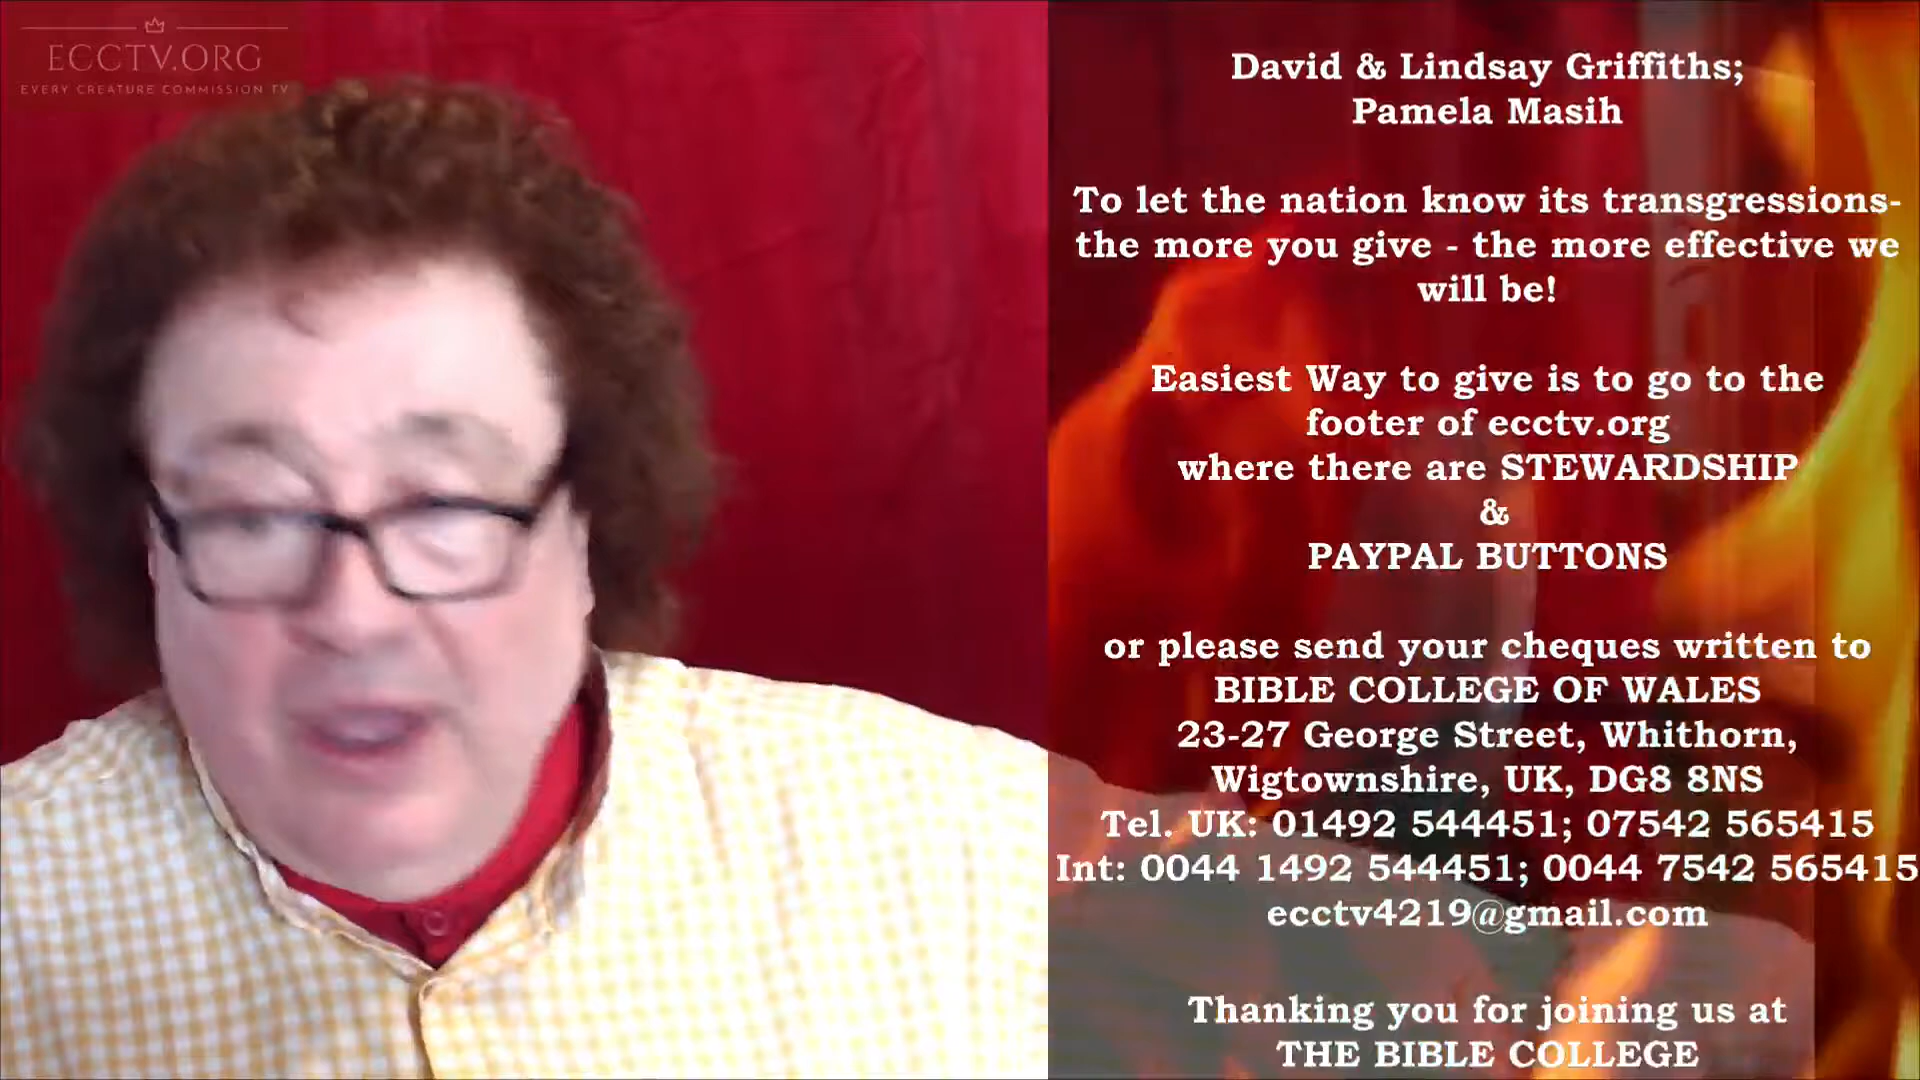 ECCTV.ORG
EVERY CREATURE COMMISSION TV
David & Lindsay Griffiths;
Pamela Masih
To let the nation know its transgressions-
the more you give - the more effective we
will be!
Easiest Way to give is to go to the
footer of ecctv.org
where there are STEWARDSHIP
&
PAYPAL BUTTONS
or please send your cheques written to
BIBLE COLLEGE OF WALES
23-27 George Street, Whithorn,
Wigtownshire, UK, DG8 8NS
Tel. UK: 01492 544451; 07542 565415
Int: 0044 1492 544451; 0044 7542 565415
ecctv4219@gmail.com
Thanking you for joining us at
THE BIBLE COLLEGE